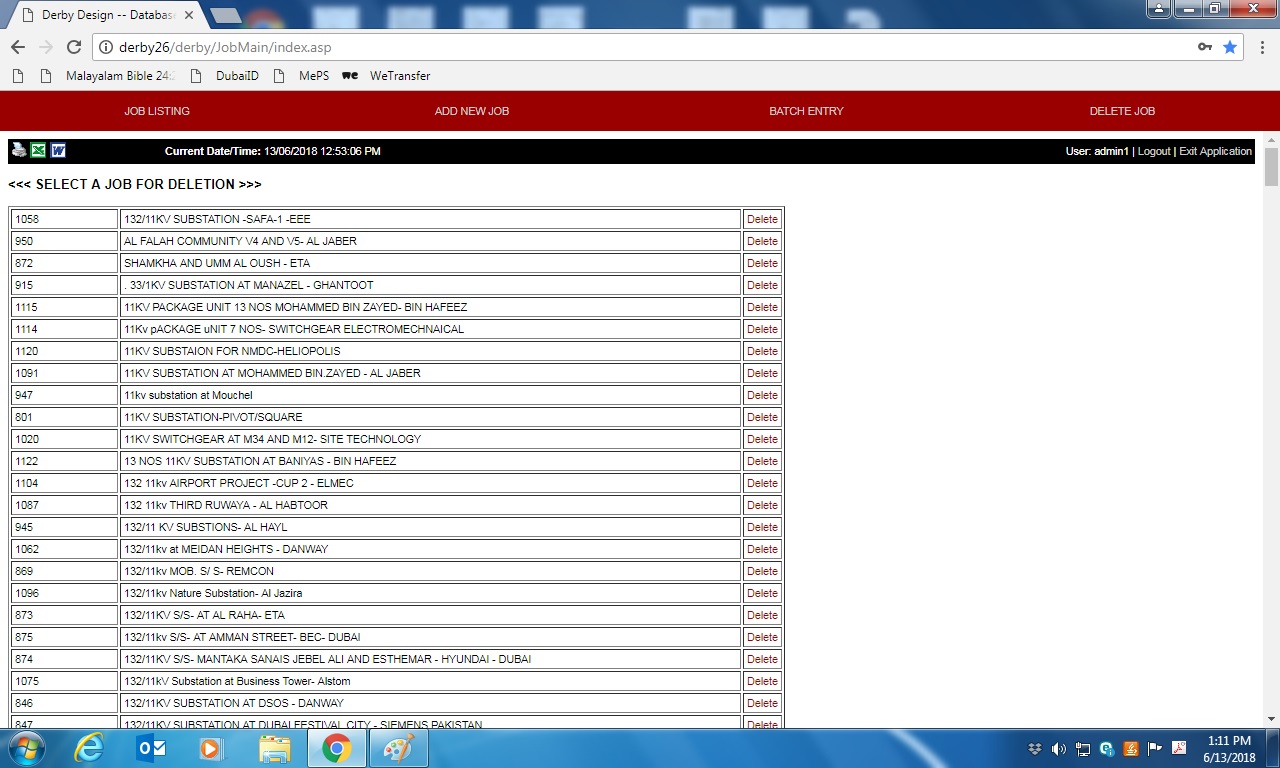 Derby Design -- Database
derby26/derby/JobMain/index.asp
Malayalam Bible 24: DubaiID MePS we WeTransfer
JOB LISTING ADD NEW JOB BATCH ENTRY DELETE JOB
Current Date/Time: 13/06/2018 12:53:06 PM User: admin1 | Logout | Exit Application
<<< SELECT A JOB FOR DELETION >>>
1058 132/11KV SUBSTATION -SAFA-1 -EEE Delete
950 AL FALAH COMMUNITY V4 AND V5- AL JABER Delete
872 SHAMKHA AND UMM AL OUSH - ETA Delete
915 . 33/1KV SUBSTATION AT MANAZEL - GHANTOOT Delete
1115 11KV PACKAGE UNIT 13 NOS MOHAMMED BIN ZAYED- BIN HAFEEZ Delete
1114 11Kv pACKAGE uNIT 7 NOS- SWITCHGEAR ELECTROMECHNAICAL Delete
1120 11KV SUBSTAION FOR NMDC-HELIOPOLIS Delete
1091 11KV SUBSTATION AT MOHAMMED BIN.ZAYED - AL JABER Delete
947 11kv substation at Mouchel Delete
801 11KV SUBSTATION-PIVOT/SQUARE Delete
1020 11KV SWITCHGEAR AT M34 AND M12- SITE TECHNOLOGY Delete
1122 13 NOS 11KV SUBSTATION AT BANIYAS - BIN HAFEEZ Delete
1104 132 11kv AIRPORT PROJECT -CUP 2 - ELMEC Delete
1087 132 11kv THIRD RUWAYA - AL HABTOOR Delete
945 132/11 KV SUBSTIONS- AL HAYL Delete
1062 132/11kv at MEIDAN HEIGHTS - DANWAY Delete
869 132/11kv MOB. S/ S- REMCON Delete
1096 132/11kv Nature Substation- Al Jazira Delete
873 132/11KV S/S- AT AL RAHA- ETA Delete
875 132/11kv S/S- AT AMMAN STREET- BEC- DUBAI Delete
874 132/11KV S/S- MANTAKA SANAIS JEBEL ALI AND ESTHEMAR - HYUNDAI - DUBAI Delete
1075 132/11kV Substation at Business Tower- Alstom Delete
846 132/11KV SUBSTATION AT DSOS - DANWAY Delete
847 132/11KV SUBSTATION AT DUBAI FESTIVAL CITY - SIEMENS PAKISTAN Delete
1:11 PM
6/13/2018